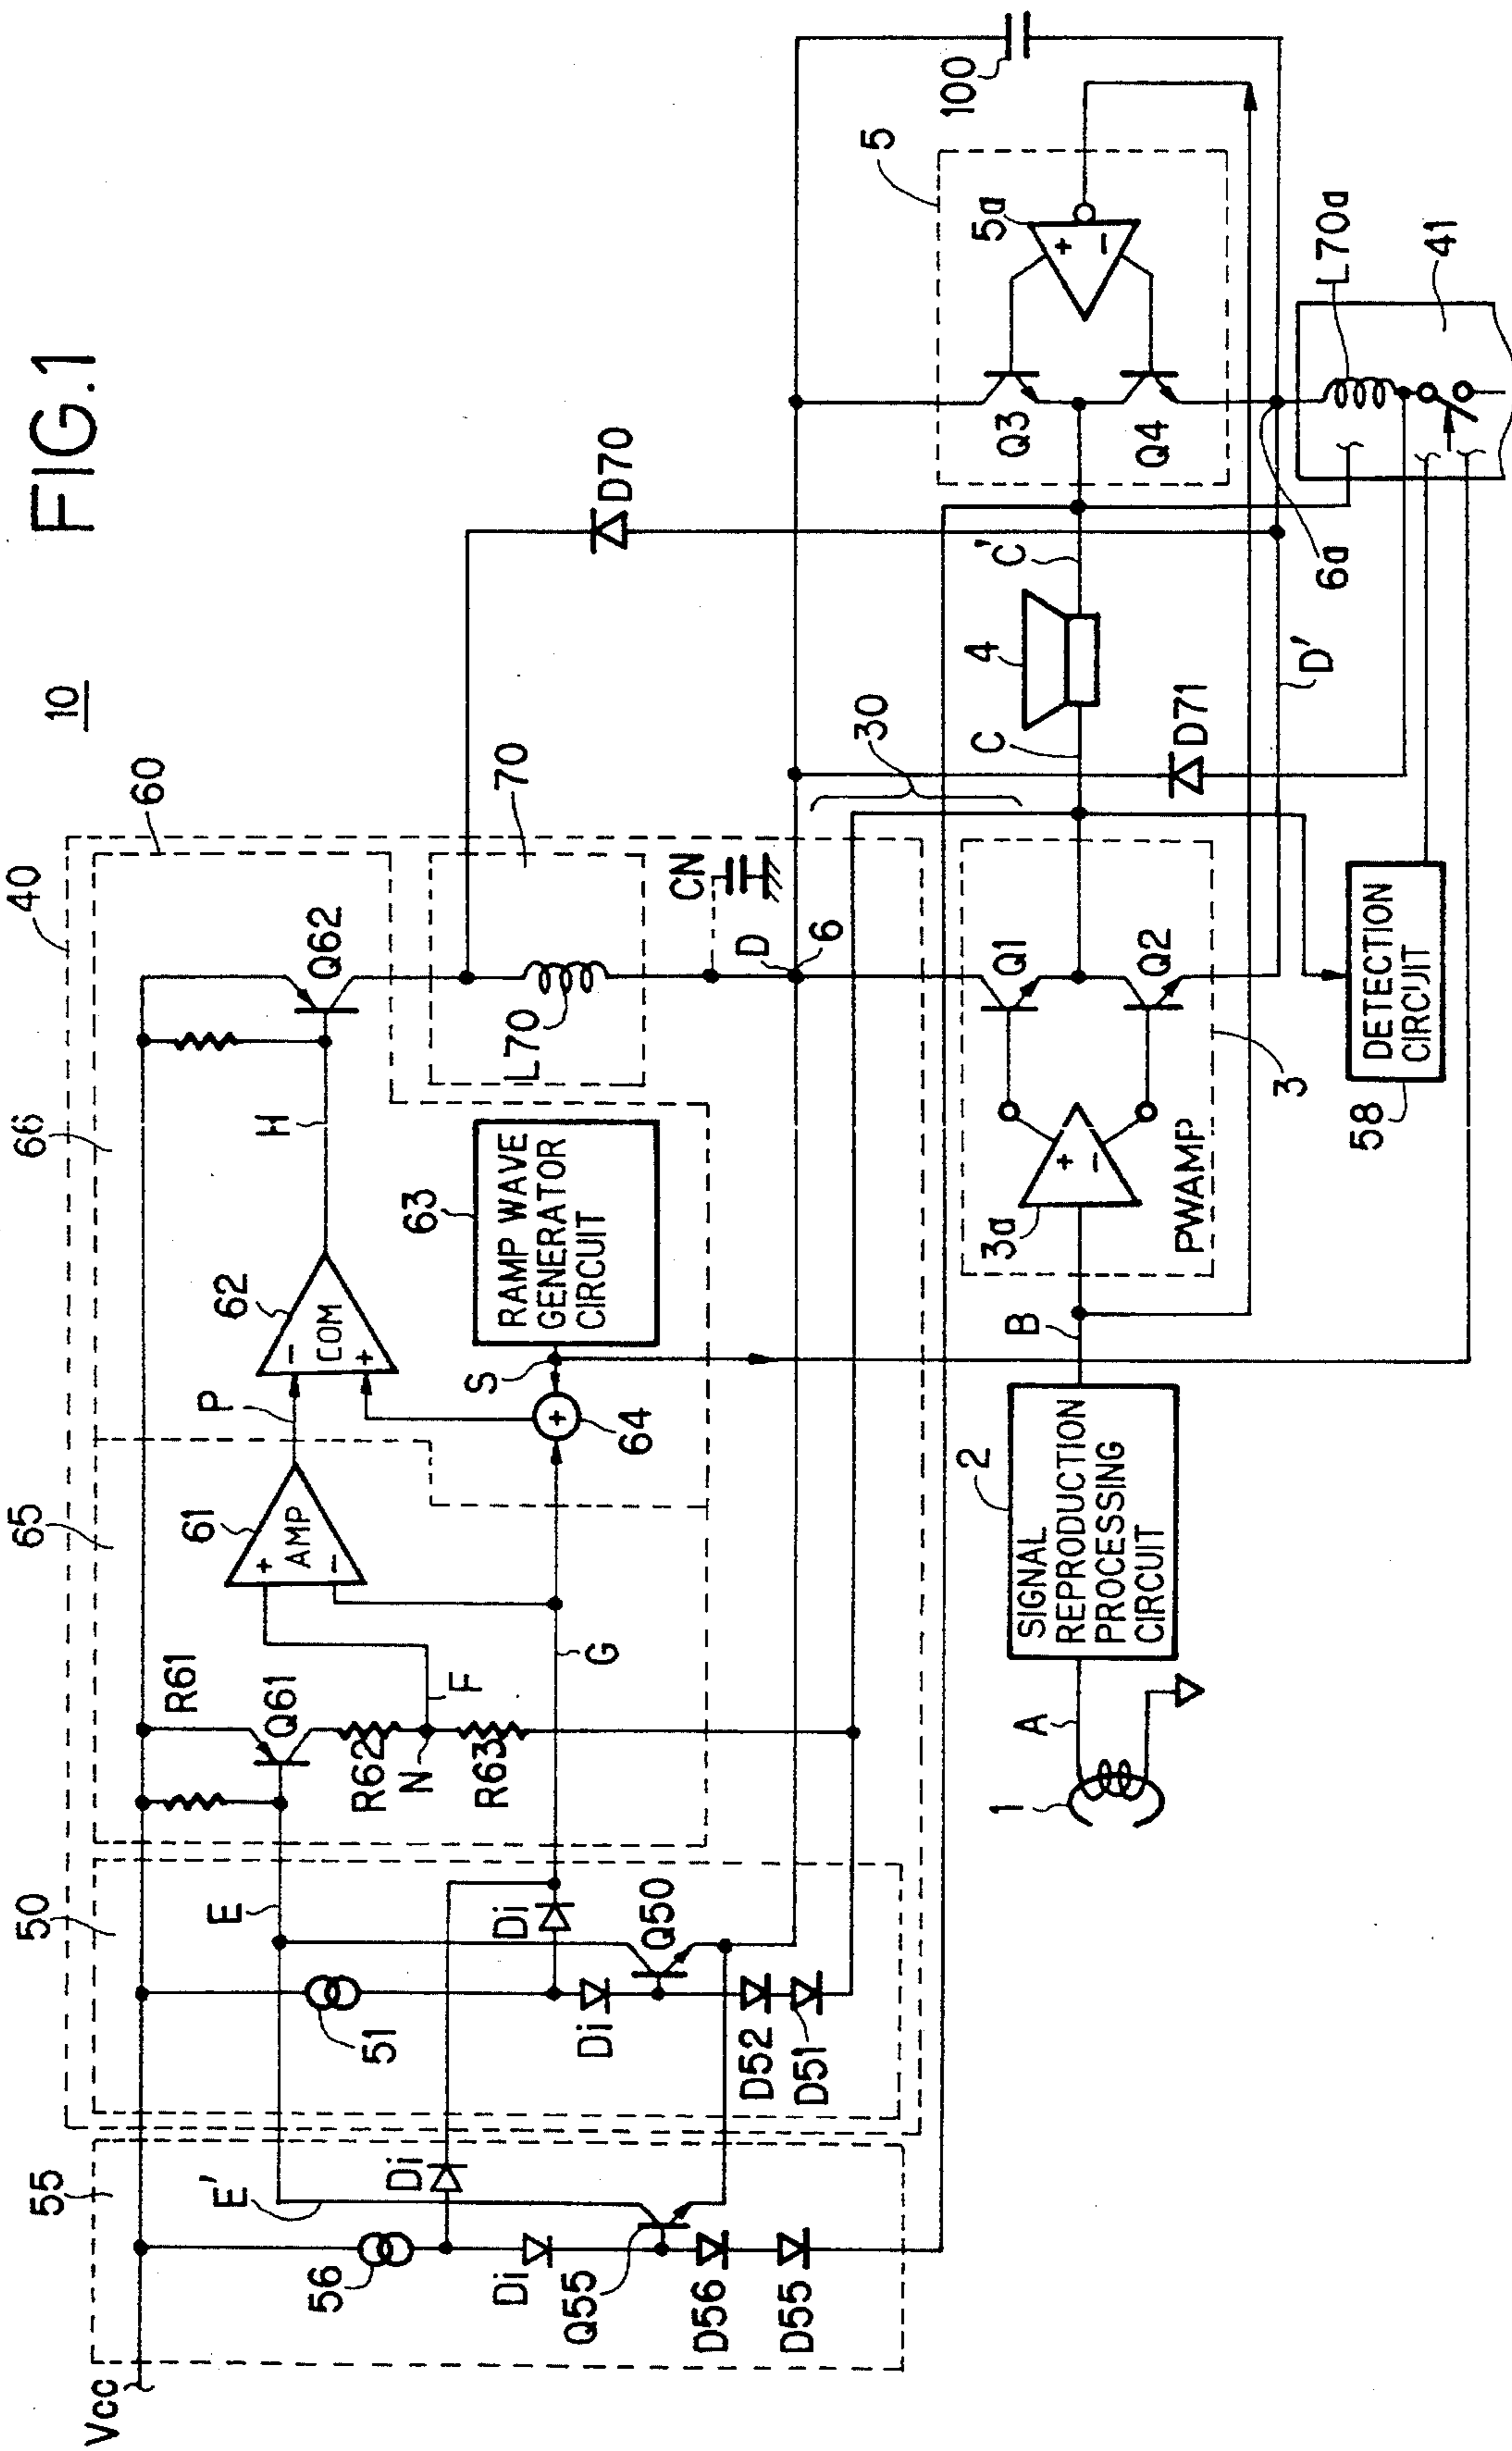 FIG.1
10
40
60
66
65
50
55
Vcc
E'
E
56
51
Di
Di
Di
Di
Q55
D56
D55
Q50
D52
D51
R61
Q61
R62
N
R63
F
G
61
+
AMP
-
P
62
-
COM
+
H
S
+
64
63
RAMP WAVE
GENERATOR
CIRCUIT
Q62
70
L70
CN
D
6
D70
30
C
4
C'
D71
D'
6a
1
A
2
SIGNAL
REPRODUCTION
PROCESSING
CIRCUIT
B
3a
+
-
PWAMP
Q1
Q2
3
58
DETECTION
CIRCUIT
5
5a
+
-
Q3
Q4
100
L70a
41